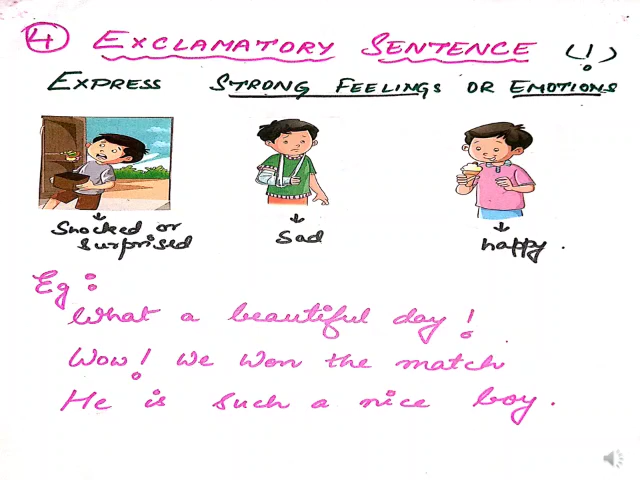 4 EXCLAMATORY SENTENCE (!)
EXPRESS STRONG FEELINGS OR EMOTIONS
Shocked or surprised
Sad
happy.
Eg:
What a beautiful day!
Wow! We Won the match
He is such a nice boy.